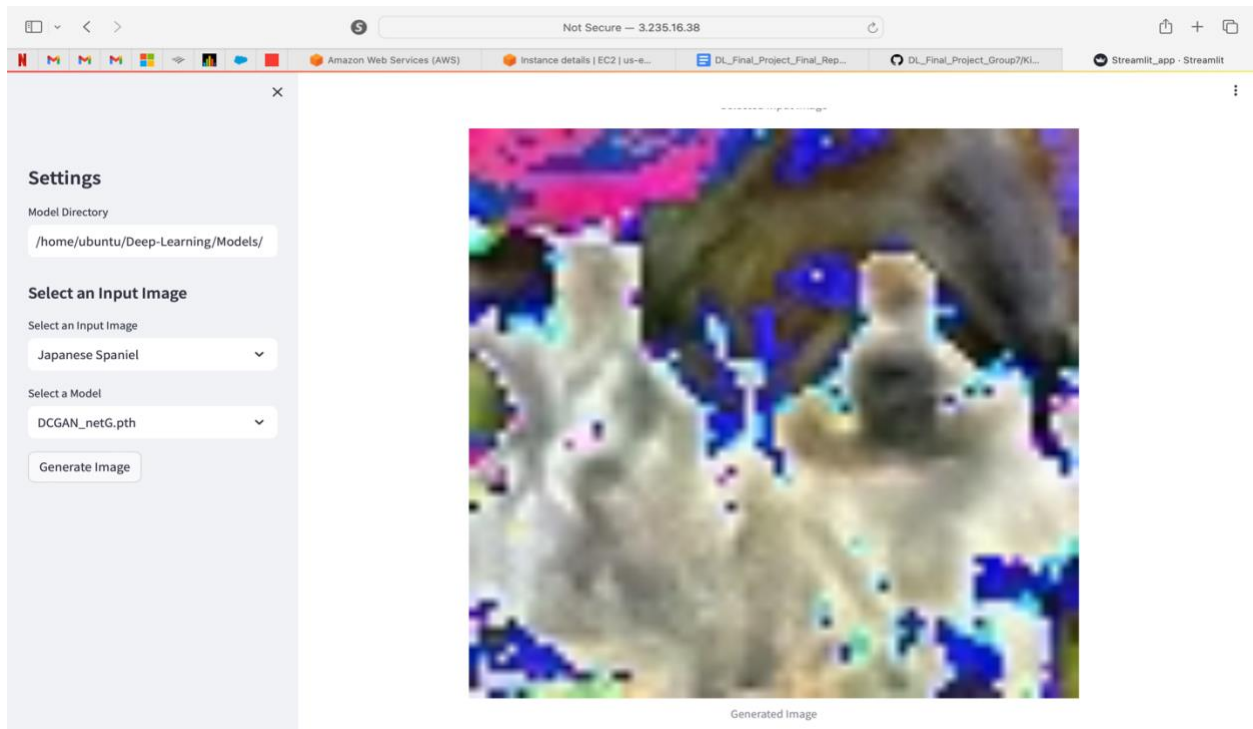 Not Secure — 3.235.16.38
Amazon Web Services (AWS)
Instance details | EC2 | us-e...
DL_Final_Project_Final_Rep...
DL_Final_Project_Group7/Ki...
Streamlit_app · Streamlit
Settings
Model Directory
/home/ubuntu/Deep-Learning/Models/
Select an Input Image
Select an Input Image
Japanese Spaniel
Select a Model
DCGAN_netG.pth
Generate Image
Generated Image